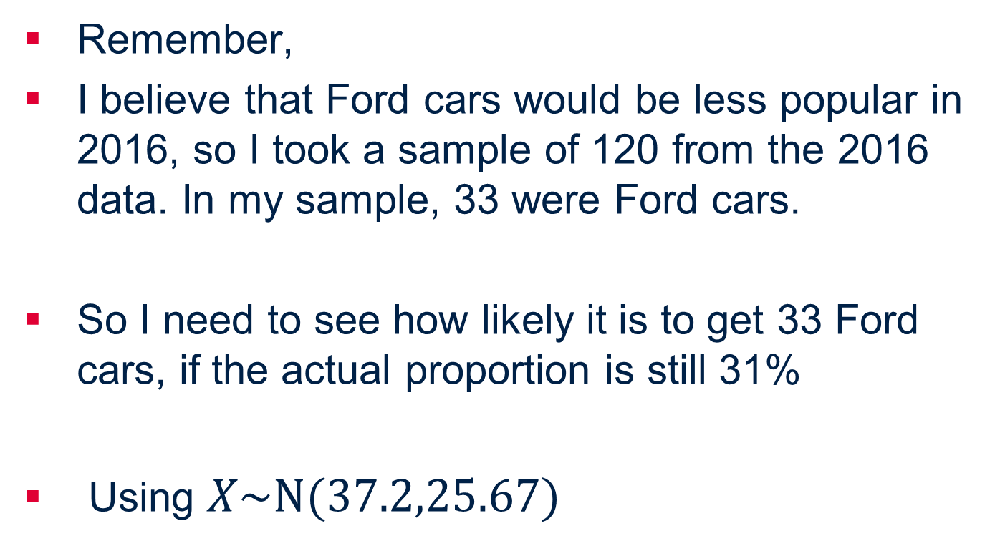 ▪ Remember,
▪ I believe that Ford cars would be less popular in
2016, so I took a sample of 120 from the 2016
data. In my sample, 33 were Ford cars.
▪ So I need to see how likely it is to get 33 Ford
cars, if the actual proportion is still 31%
▪ Using X~N(37.2,25.67)